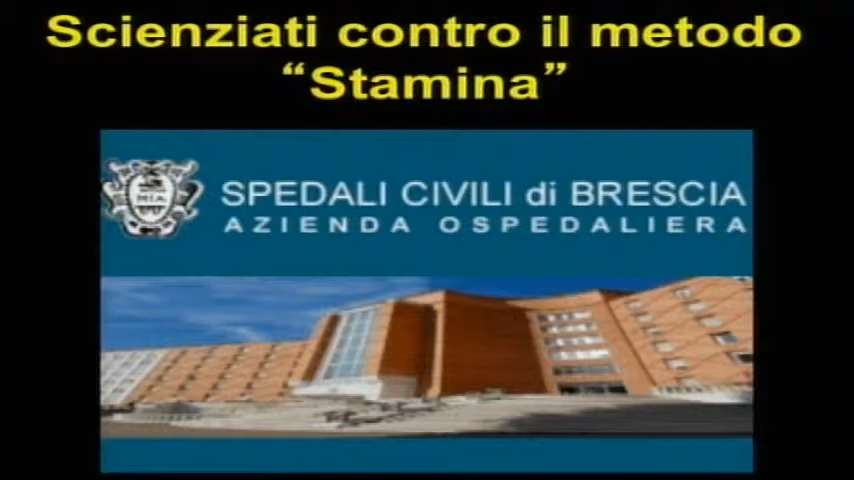 Scienziati contro il metodo
“Stamina”
SPEDALI CIVILI di BRESCIA
AZIENDA OSPEDALIERA